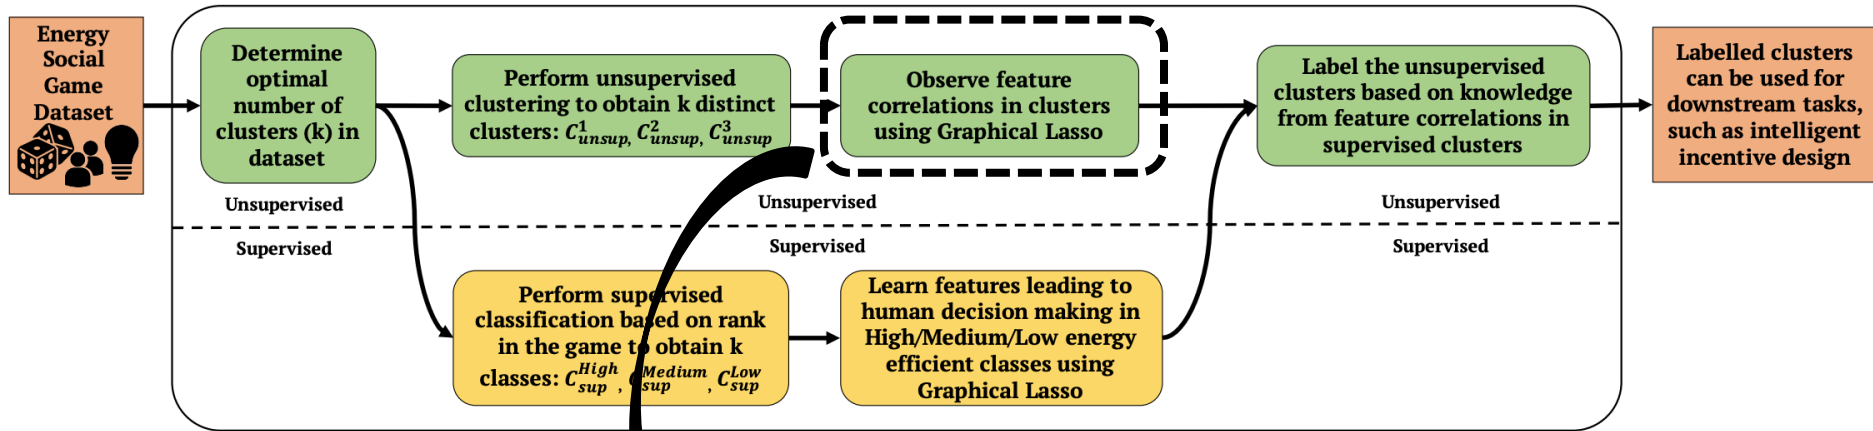 Energy
Social
Game
Dataset
Determine
optimal
number of
clusters (k) in
dataset
Perform unsupervised
clustering to obtain k distinct
clusters: C¹unsup, C²unsup, C³unsup
Observe feature
correlations in clusters
using Graphical Lasso
Label the unsupervised
clusters based on knowledge
from feature correlations in
supervised clusters
Labelled clusters
can be used for
downstream tasks,
such as intelligent
incentive design
Unsupervised
Unsupervised
Unsupervised
Supervised
Supervised
Supervised
Perform supervised
classification based on rank
in the game to obtain k
classes: C^High_sup, C^Medium_sup, C^Low_sup
Learn features leading to
human decision making in
High/Medium/Low energy
efficient classes using
Graphical Lasso